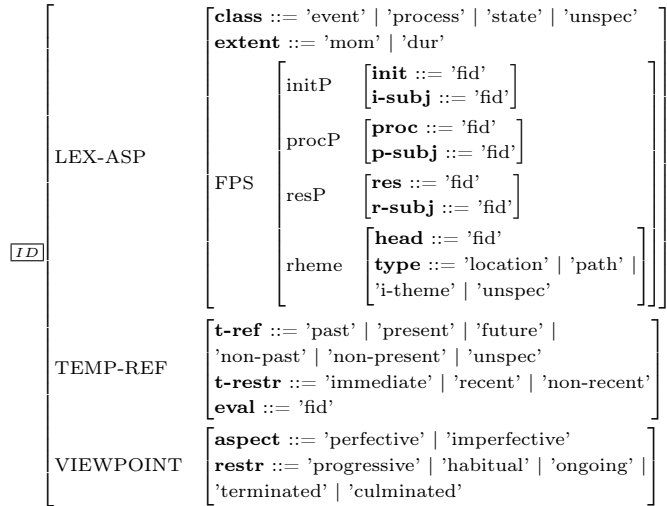 class ::= 'event' | 'process' | 'state' | 'unspec'
extent ::= 'mom' | 'dur'
initP
init ::= 'fid'
i-subj ::= 'fid'
procP
proc ::= 'fid'
p-subj ::= 'fid'
LEX-ASP
FPS
resP
res ::= 'fid'
r-subj ::= 'fid'
ID
rheme
head ::= 'fid'
type ::= 'location' | 'path' |
'i-theme' | 'unspec'
t-ref ::= 'past' | 'present' | 'future' |
'non-past' | 'non-present' | 'unspec'
TEMP-REF
t-restr ::= 'immediate' | 'recent' | 'non-recent'
eval ::= 'fid'
aspect ::= 'perfective' | 'imperfective'
VIEWPOINT
restr ::= 'progressive' | 'habitual' | 'ongoing' |
'terminated' | 'culminated'